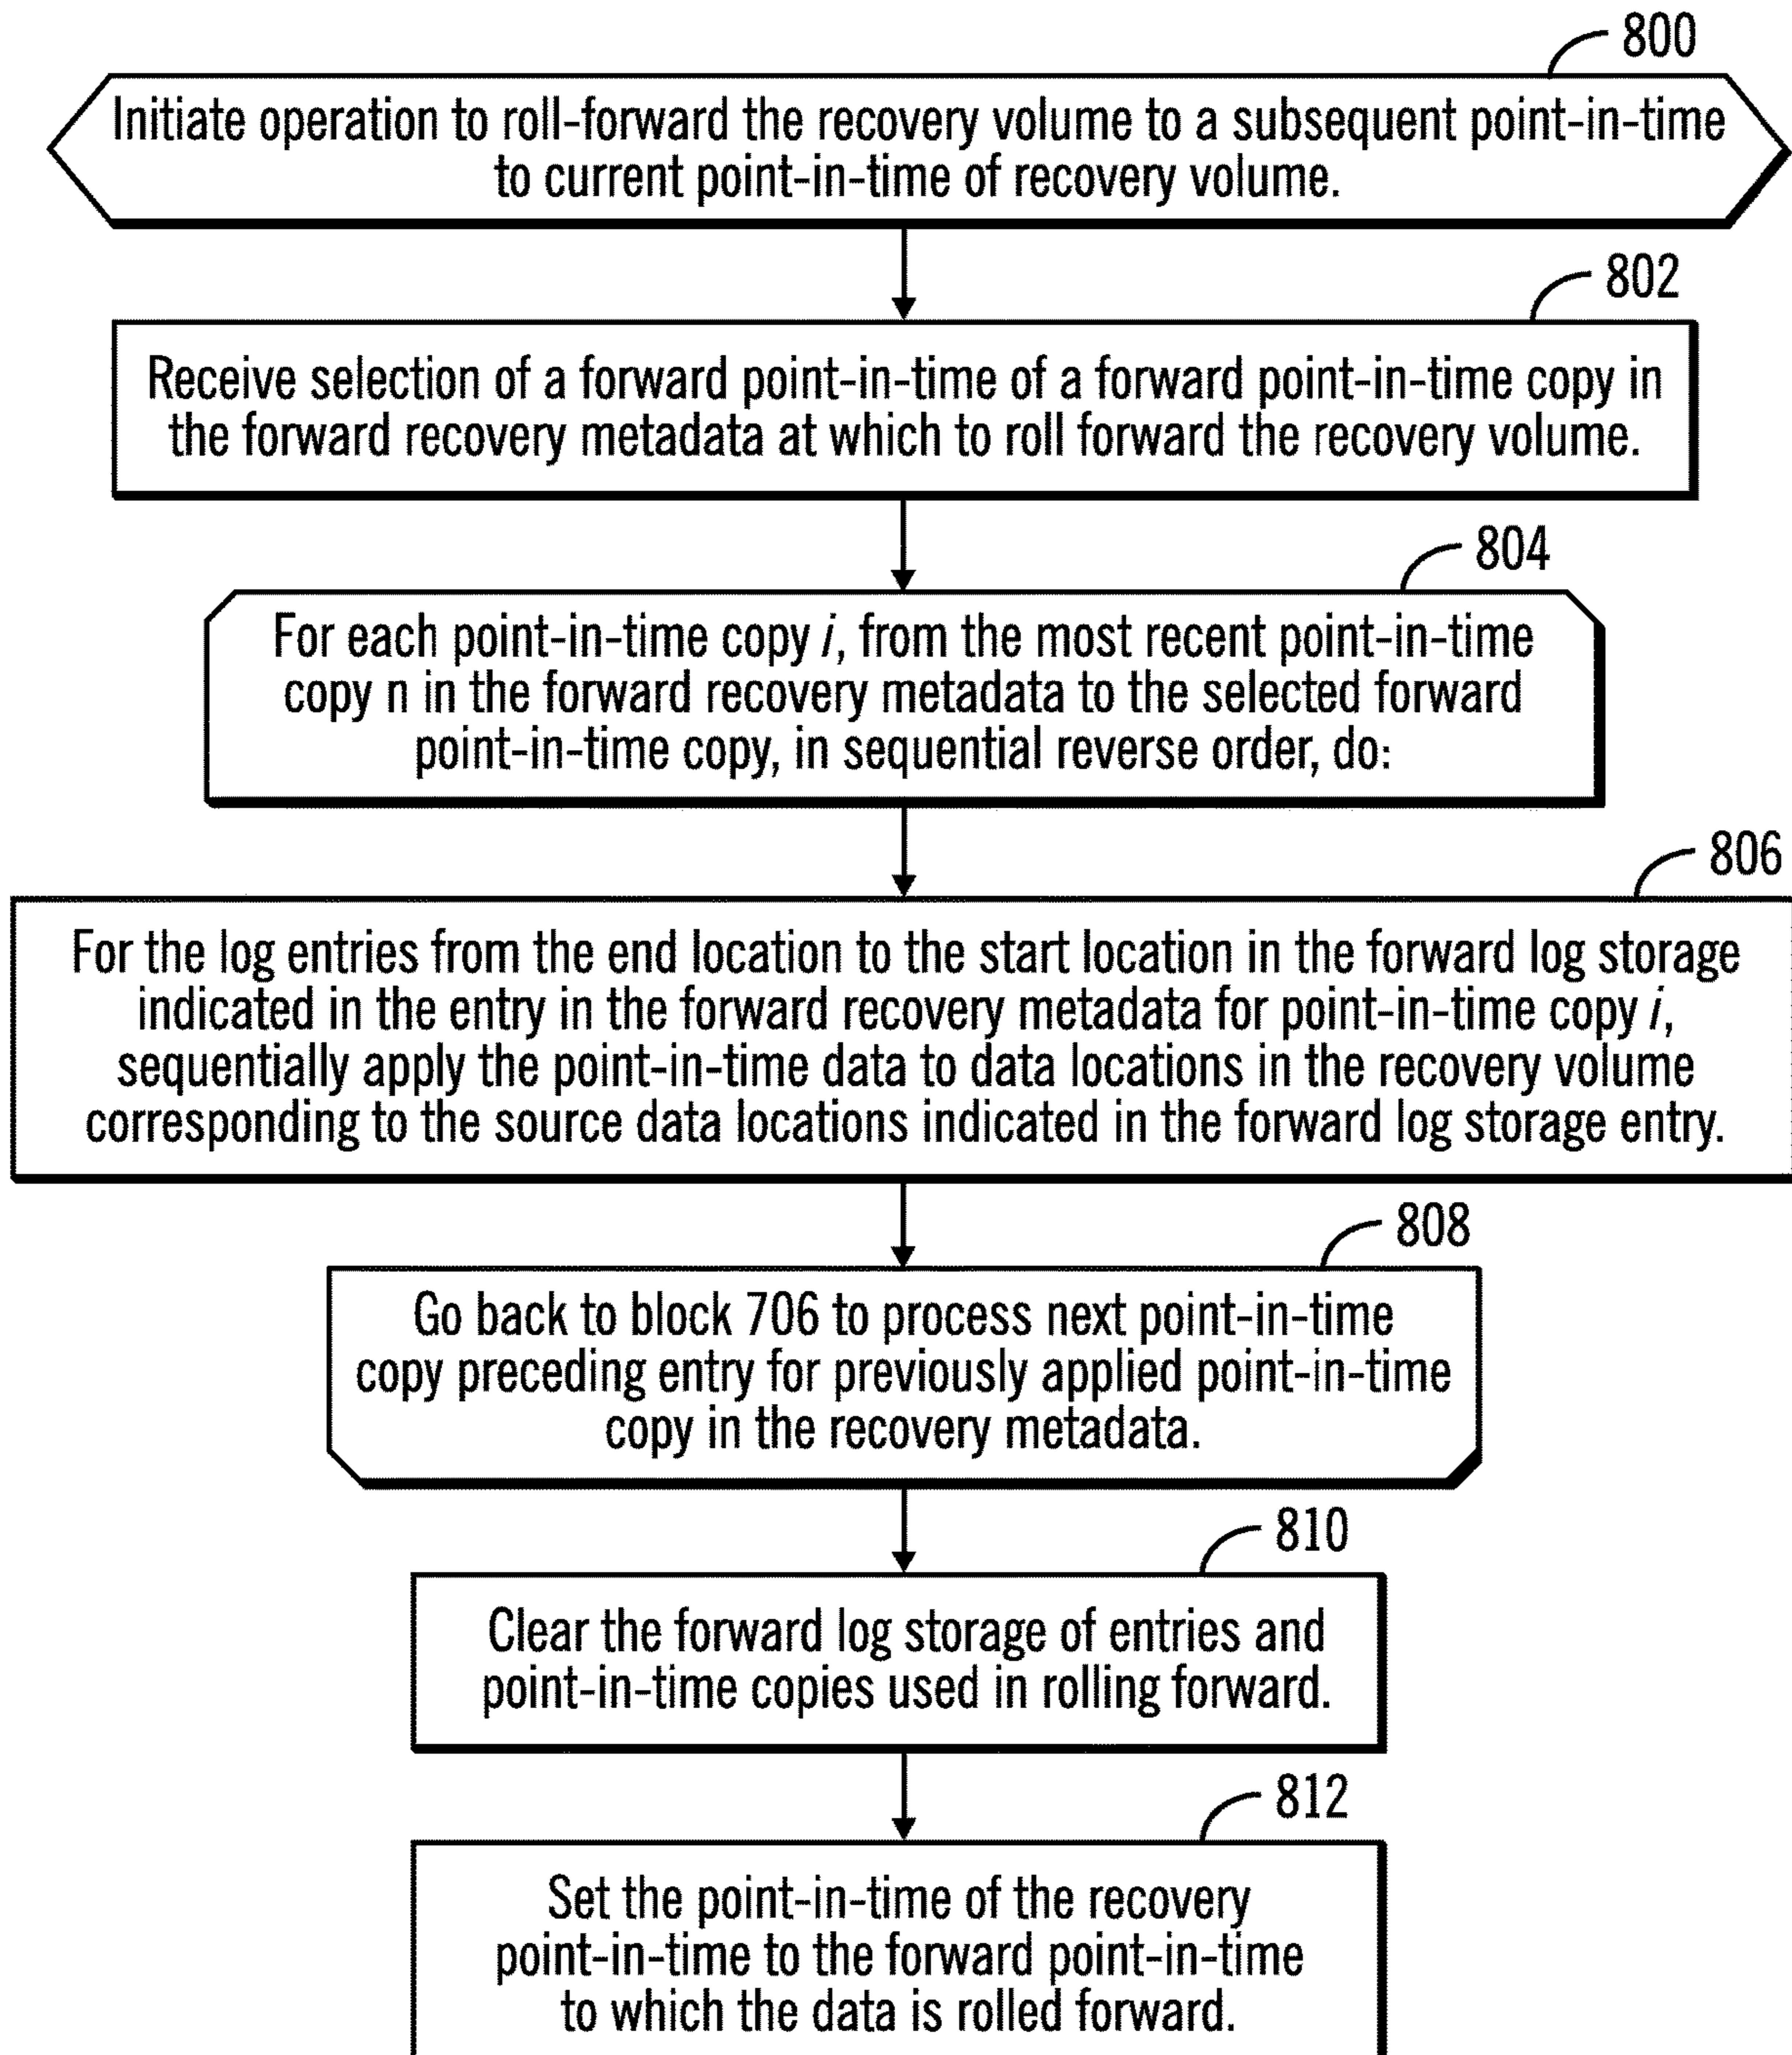 800
Initiate operation to roll-forward the recovery volume to a subsequent point-in-time
to current point-in-time of recovery volume.
802
Receive selection of a forward point-in-time of a forward point-in-time copy in
the forward recovery metadata at which to roll forward the recovery volume.
804
For each point-in-time copy i, from the most recent point-in-time
copy n in the forward recovery metadata to the selected forward
point-in-time copy, in sequential reverse order, do:
806
For the log entries from the end location to the start location in the forward log storage
indicated in the entry in the forward recovery metadata for point-in-time copy i,
sequentially apply the point-in-time data to data locations in the recovery volume
corresponding to the source data locations indicated in the forward log storage entry.
808
Go back to block 706 to process next point-in-time
copy preceding entry for previously applied point-in-time
copy in the recovery metadata.
810
Clear the forward log storage of entries and
point-in-time copies used in rolling forward.
812
Set the point-in-time of the recovery
point-in-time to the forward point-in-time
to which the data is rolled forward.